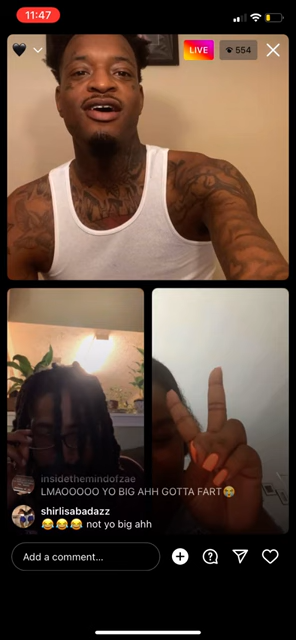 11:47
LIVE
554
insidethemindofzae
LMAOOOOO YO BIG AHH GOTTA FART😭
shirlisabadazz
😂😂😂 not yo big ahh
Add a comment...